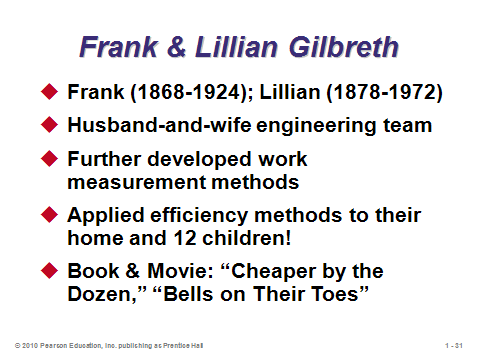 Frank & Lillian Gilbreth
Frank (1868-1924); Lillian (1878-1972)
Husband-and-wife engineering team
Further developed work
measurement methods
Applied efficiency methods to their
home and 12 children!
Book & Movie: “Cheaper by the
Dozen,” “Bells on Their Toes”
© 2010 Pearson Education, Inc. publishing as Prentice Hall
1 - 31